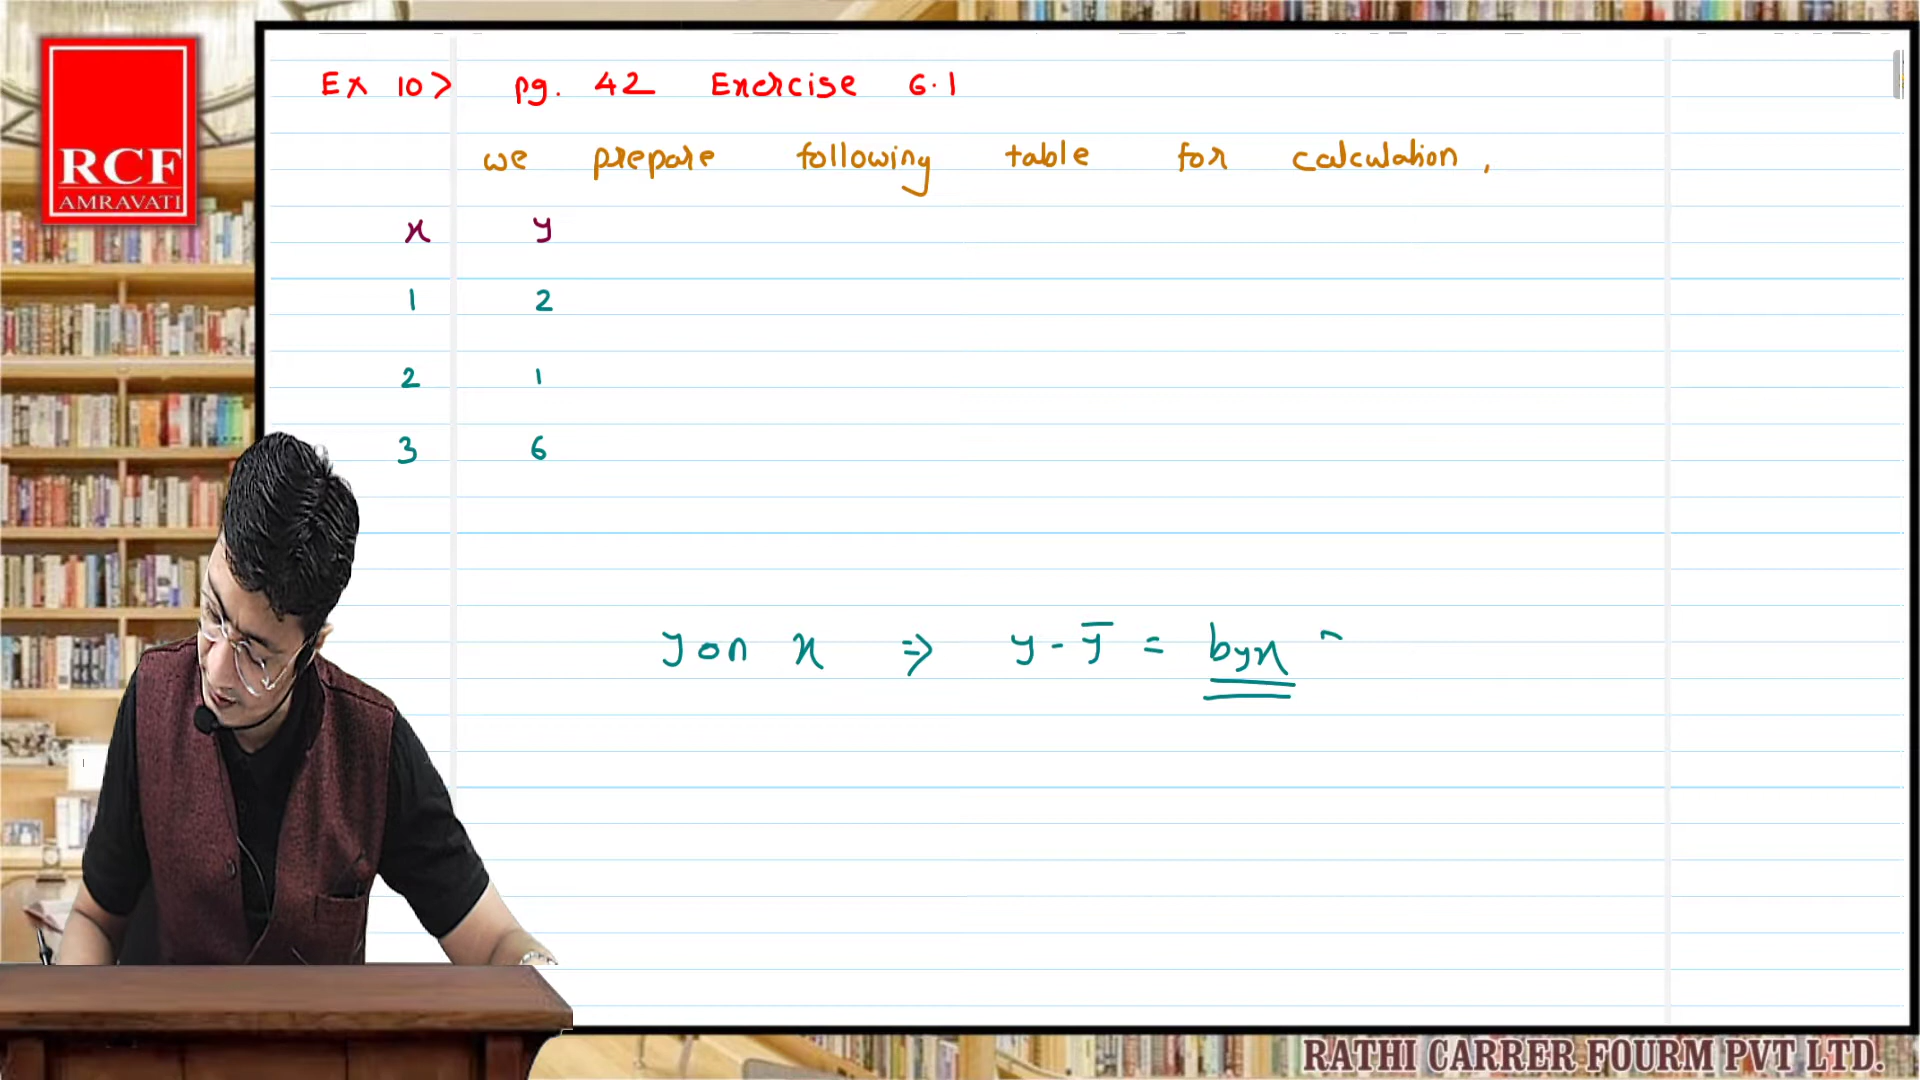 RCF
AMRAVATI
Ex 10> pg. 42 Exercise 6.1
we prepare following table for calculation,
x y
1 2
2 1
3 6
y on x ⇒ y - ȳ = byx
RATHI CARRER FOURM PVT LTD.